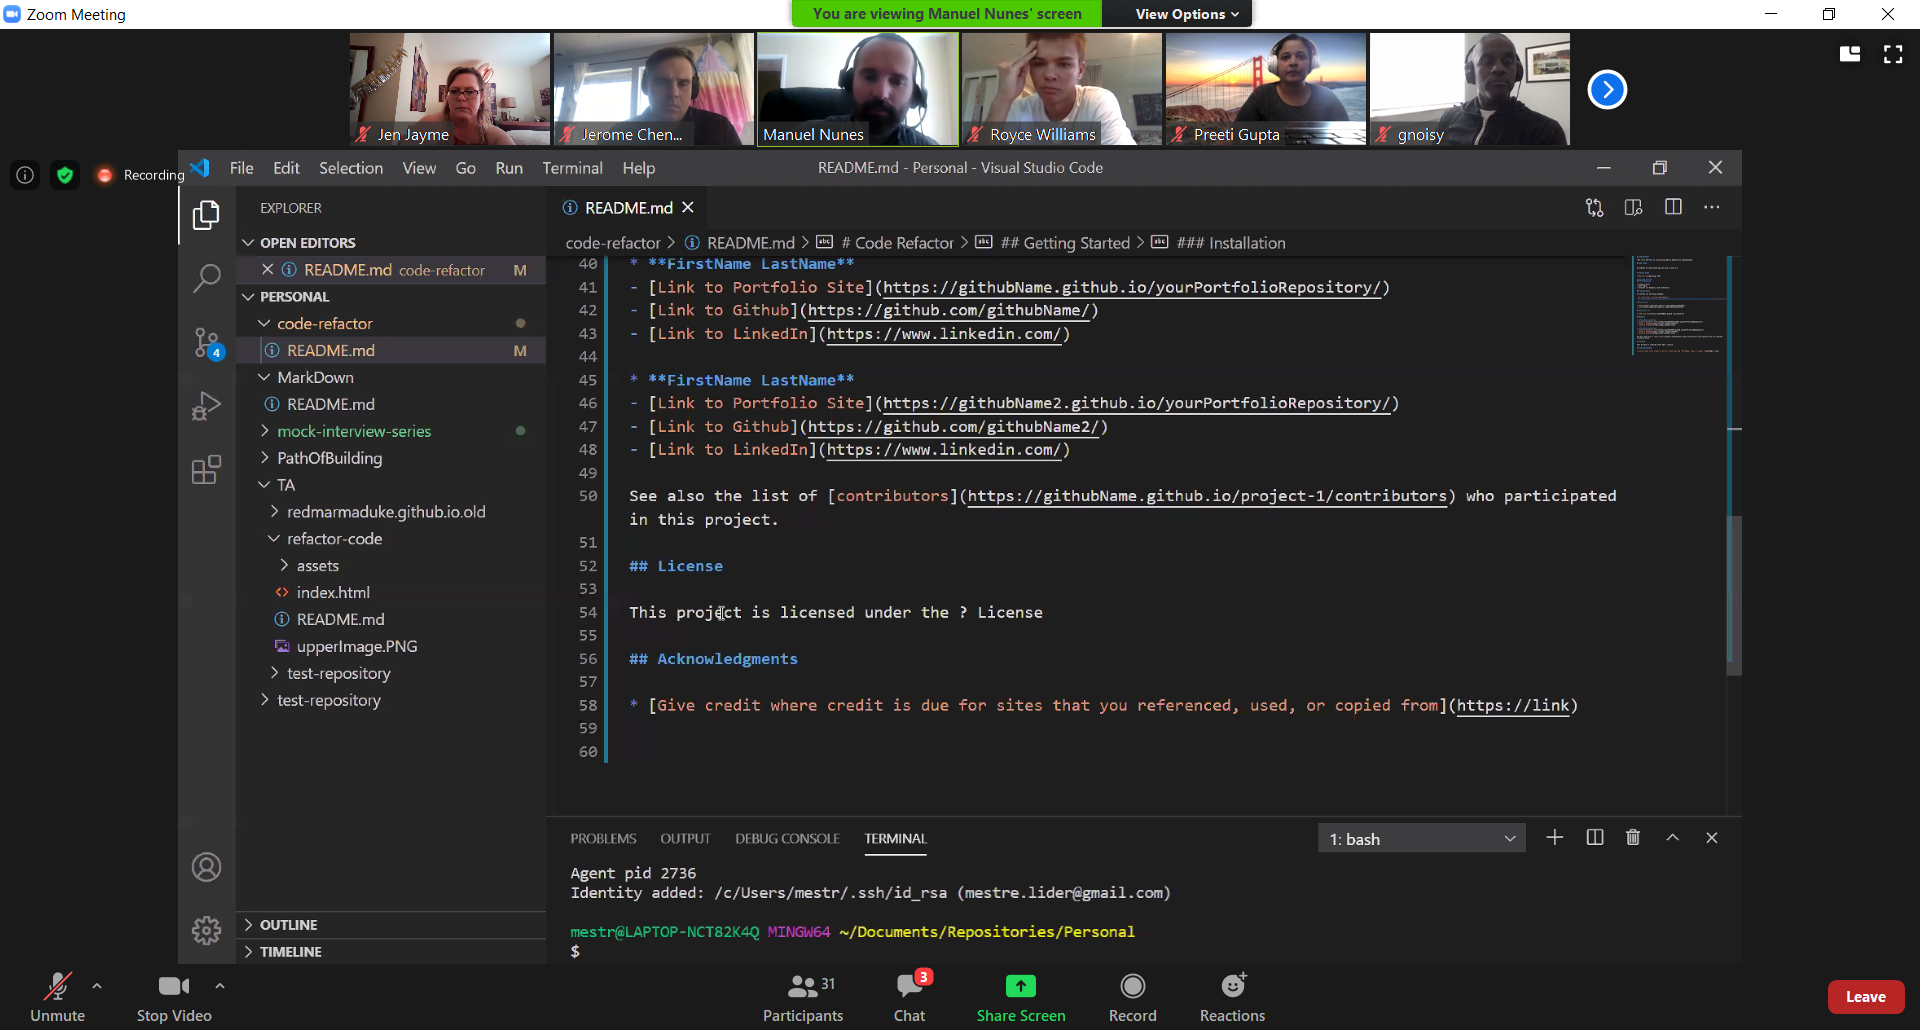 Zoom Meeting
You are viewing Manuel Nunes' screen
View Options
Jen Jayme
Jerome Chen...
Manuel Nunes
Royce Williams
Preeti Gupta
gnoisy
Recording
File Edit Selection View Go Run Terminal Help
README.md - Personal - Visual Studio Code
EXPLORER
OPEN EDITORS
README.md code-refactor M
PERSONAL
code-refactor
README.md M
MarkDown
README.md
mock-interview-series
PathOfBuilding
TA
redmarmaduke.github.io.old
refactor-code
assets
index.html
README.md
upperImage.PNG
test-repository
test-repository
OUTLINE
TIMELINE
4
README.md
code-refactor > README.md > # Code Refactor > ## Getting Started > ### Installation
40 * **FirstName LastName**
41 - [Link to Portfolio Site](https://githubName.github.io/yourPortfolioRepository/)
42 - [Link to Github](https://github.com/githubName/)
43 - [Link to LinkedIn](https://www.linkedin.com/)
44
45 * **FirstName LastName**
46 - [Link to Portfolio Site](https://githubName2.github.io/yourPortfolioRepository/)
47 - [Link to Github](https://github.com/githubName2/)
48 - [Link to LinkedIn](https://www.linkedin.com/)
49
50 See also the list of [contributors](https://githubName.github.io/project-1/contributors) who participated
in this project.
51
52 ## License
53
54 This project is licensed under the ? License
55
56 ## Acknowledgments
57
58 * [Give credit where credit is due for sites that you referenced, used, or copied from](https://link)
59
60
PROBLEMS OUTPUT DEBUG CONSOLE TERMINAL
1: bash
Agent pid 2736
Identity added: /c/Users/mestr/.ssh/id_rsa (mestre.lider@gmail.com)
mestr@LAPTOP-NCT82K4Q MINGW64 ~/Documents/Repositories/Personal
$
Unmute
Stop Video
31
Participants
3
Chat
Share Screen
Record
Reactions
Leave